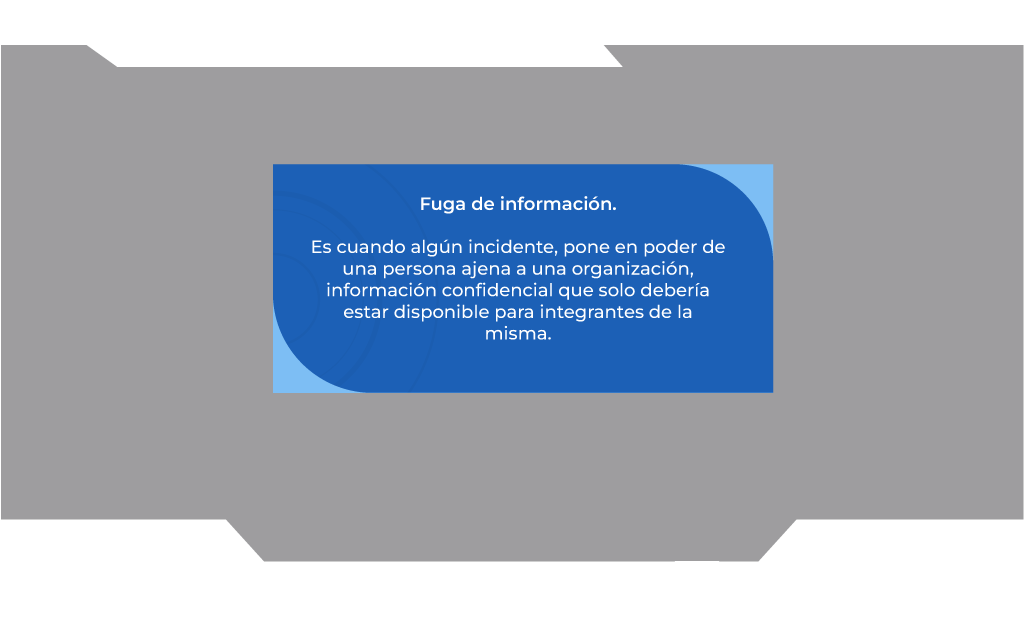 Fuga de información.
Es cuando algún incidente, pone en poder de
una persona ajena a una organización,
información confidencial que solo debería
estar disponible para integrantes de la
misma.